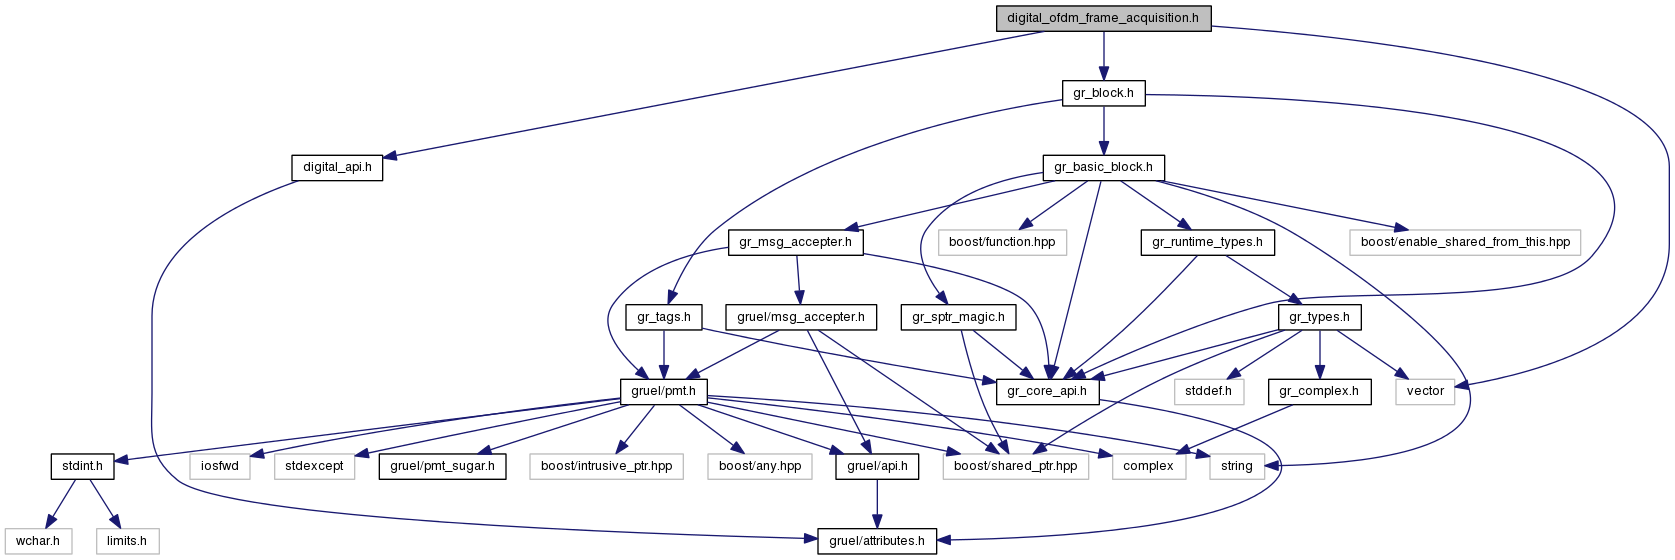 digital_ofdm_frame_acquisition.h
gr_block.h
digital_api.h
gr_basic_block.h
gr_msg_accepter.h
boost/function.hpp
gr_runtime_types.h
boost/enable_shared_from_this.hpp
gr_tags.h
gruel/msg_accepter.h
gr_sptr_magic.h
gr_types.h
gruel/pmt.h
gr_core_api.h
stddef.h
gr_complex.h
vector
stdint.h
iosfwd
stdexcept
gruel/pmt_sugar.h
boost/intrusive_ptr.hpp
boost/any.hpp
gruel/api.h
boost/shared_ptr.hpp
complex
string
wchar.h
limits.h
gruel/attributes.h